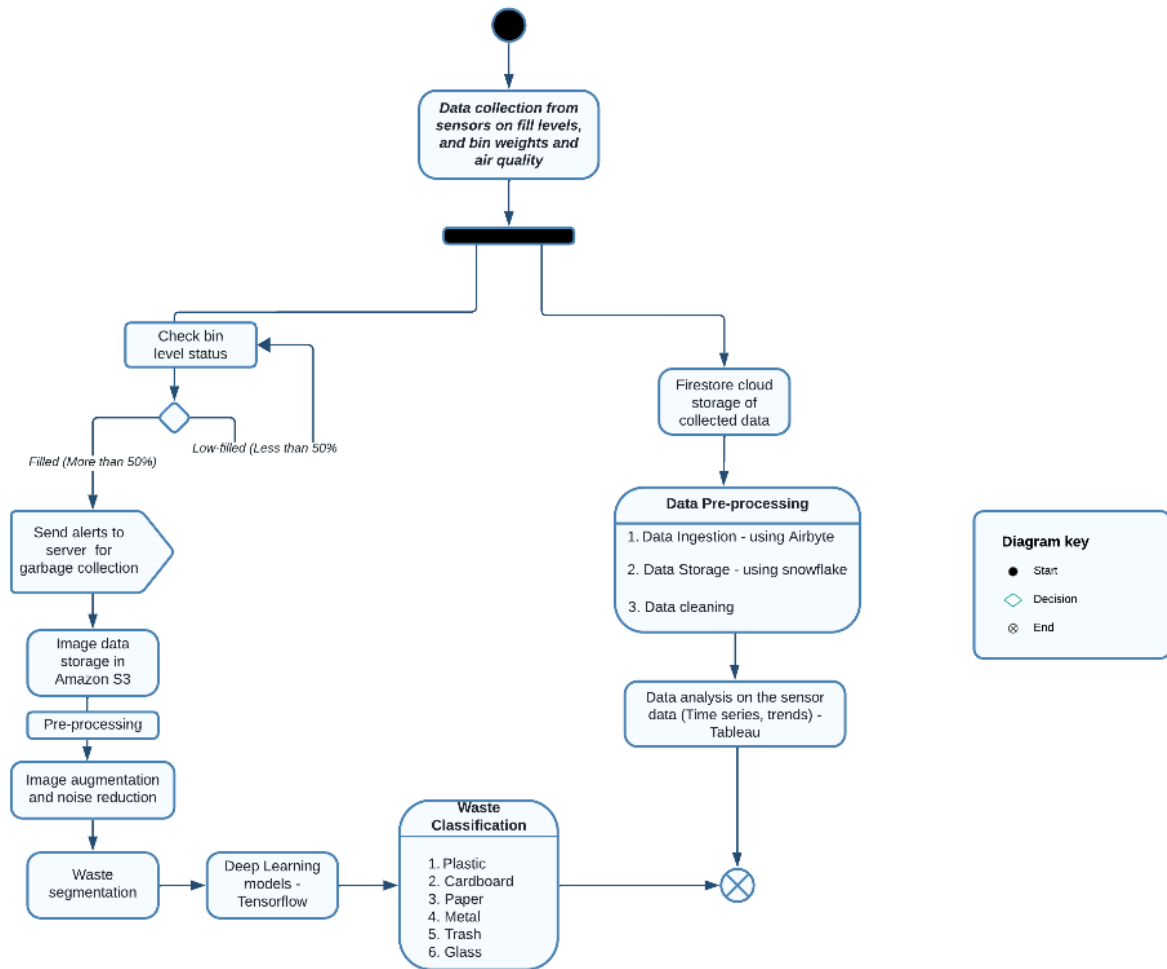 Data collection from
sensors on fill levels,
and bin weights and
air quality
Check bin
level status
Low-filled (Less than 50%
Filled (More than 50%)
Send alerts to
server for
garbage collection
Image data
storage in
Amazon S3
Pre-processing
Image augmentation
and noise reduction
Waste
segmentation
Deep Learning
models -
Tensorflow
Waste
Classification
1. Plastic
2. Cardboard
3. Paper
4. Metal
5. Trash
6. Glass
Firestore cloud
storage of
collected data
Data Pre-processing
1. Data Ingestion - using Airbyte
2. Data Storage - using snowflake
3. Data cleaning
Data analysis on the sensor
data (Time series, trends) -
Tableau
Diagram key
Start
Decision
End